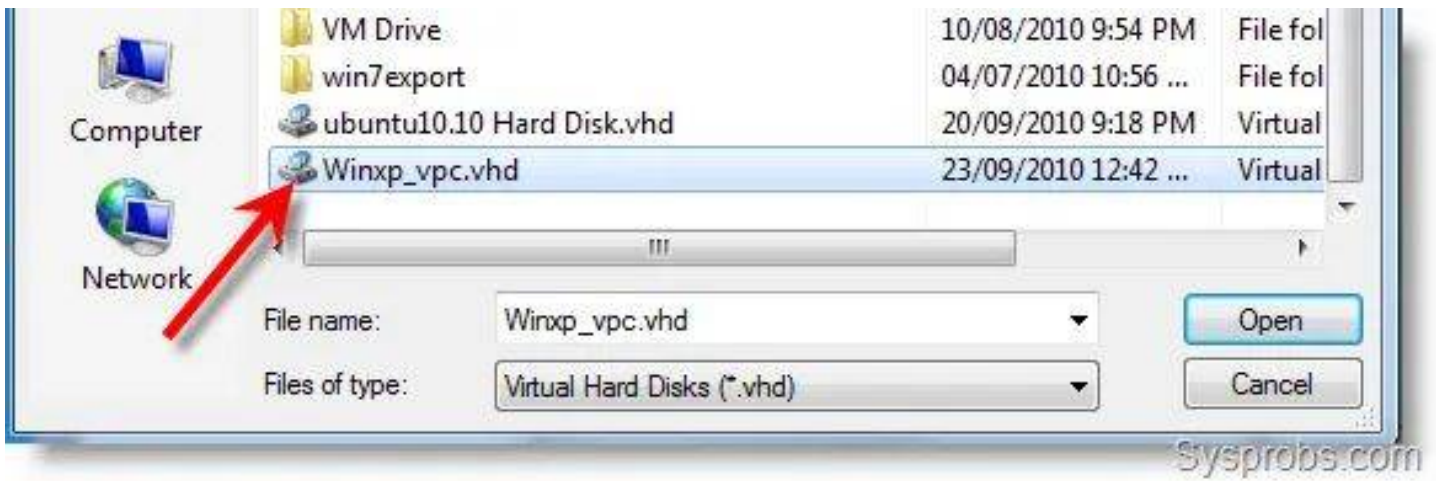 VM Drive 10/08/2010 9:54 PM File fol
win7export 04/07/2010 10:56 ... File fol
Computer
ubuntu10.10 Hard Disk.vhd 20/09/2010 9:18 PM Virtual
Winxp_vpc.vhd 23/09/2010 12:42 ... Virtual
Network
File name: Winxp_vpc.vhd Open
Files of type: Virtual Hard Disks (*.vhd) Cancel
Sysprobs.com